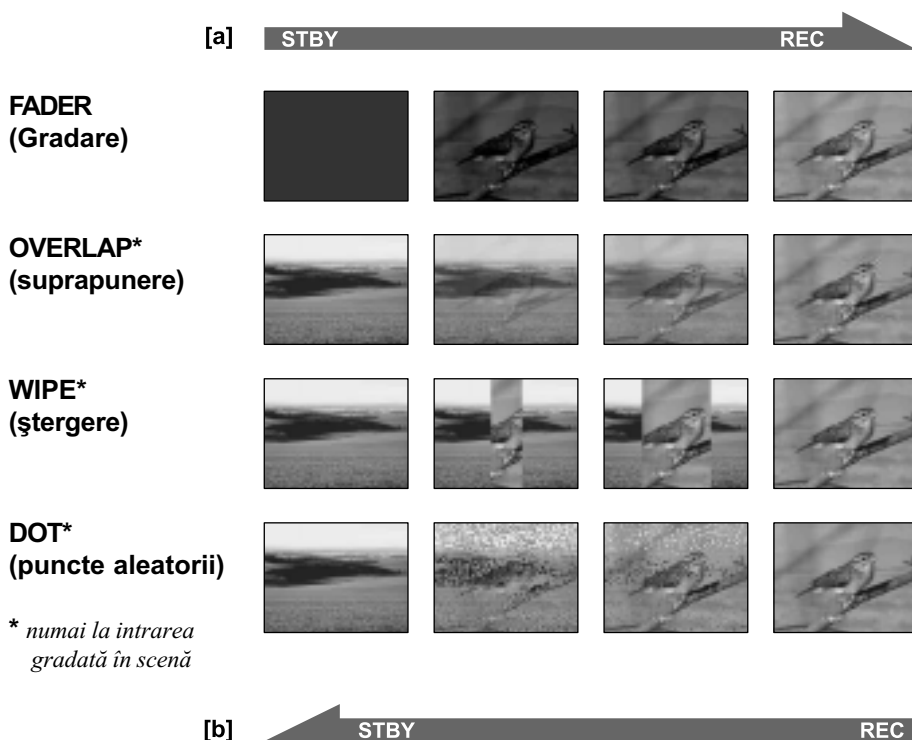 [a] STBY REC
FADER
(Gradare)
OVERLAP*
(suprapunere)
WIPE*
(ştergere)
DOT*
(puncte aleatorii)
* numai la intrarea
gradată în scenă
[b] STBY REC